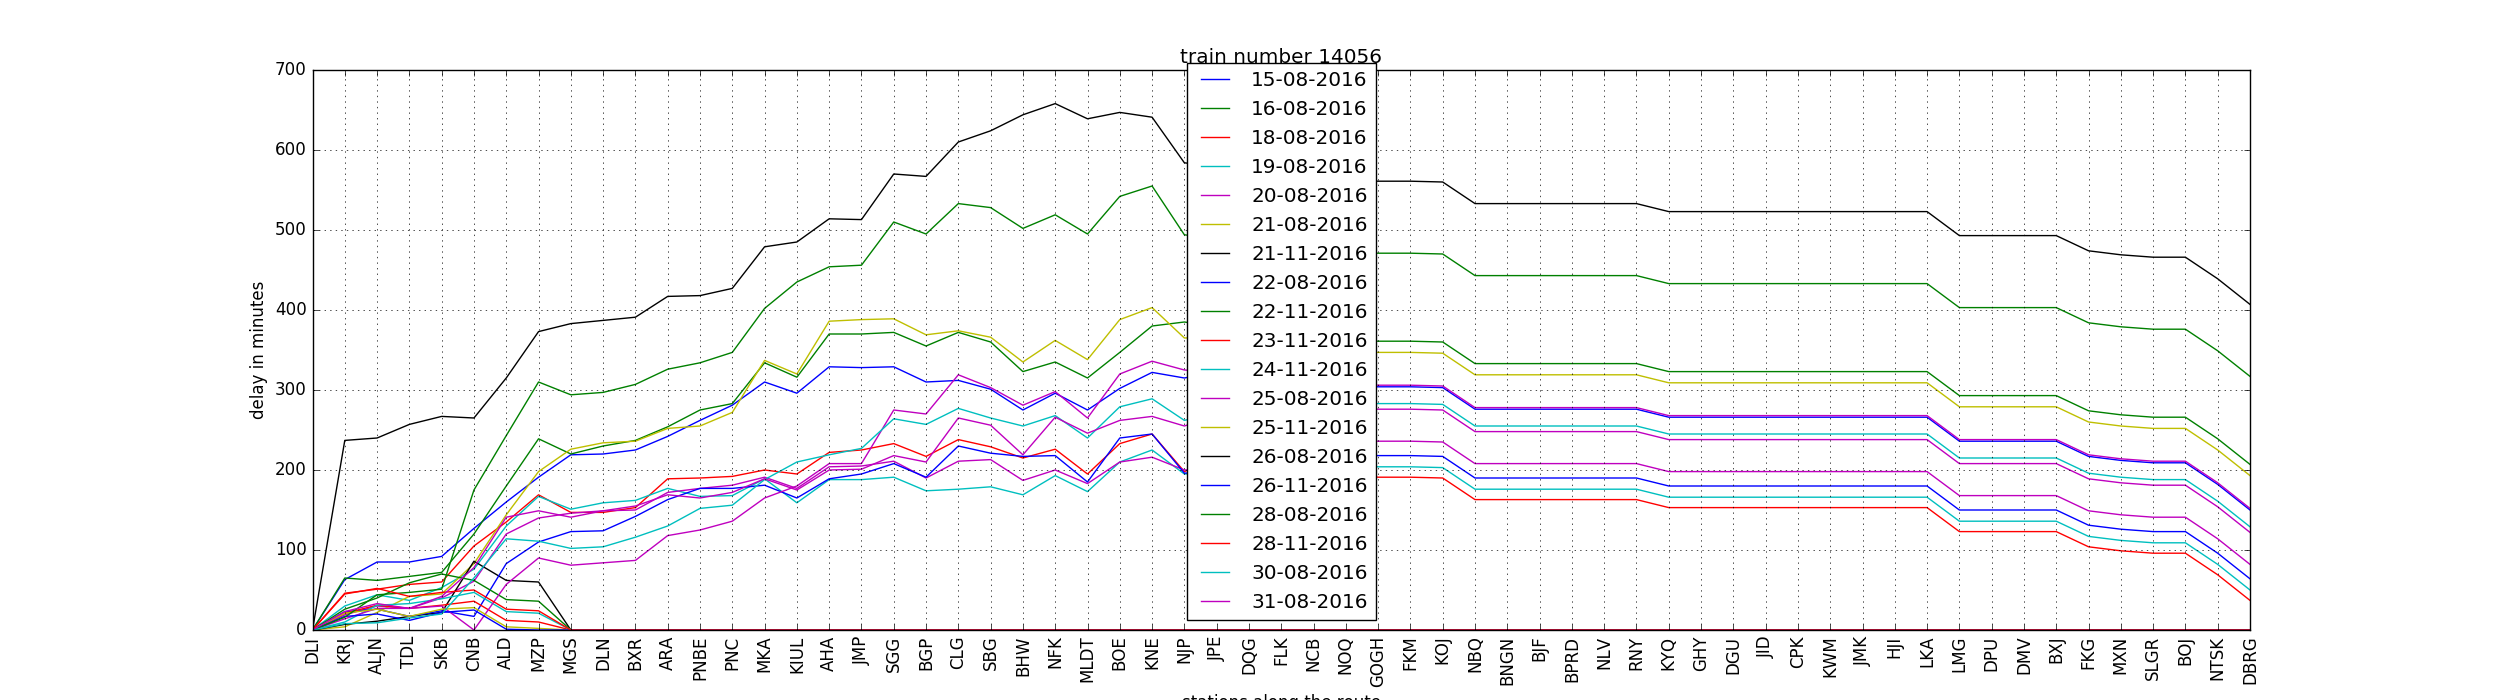 train number 14056
700
600
500
400
300
200
100
0
delay in minutes
15-08-2016
16-08-2016
18-08-2016
19-08-2016
20-08-2016
21-08-2016
21-11-2016
22-08-2016
22-11-2016
23-11-2016
24-11-2016
25-08-2016
25-11-2016
26-08-2016
26-11-2016
28-08-2016
28-11-2016
30-08-2016
31-08-2016
DLI
KRJ
ALJN
TDL
SKB
CNB
ALD
MZP
MGS
DLN
BXR
ARA
PNBE
PNC
MKA
KIUL
AHA
JMP
SGG
BGP
CLG
SBG
BHW
NFK
MLDT
BOE
KNE
NJP
JPE
DQG
FLK
NCB
NOQ
GOGH
FKM
KOJ
NBQ
BNGN
BJF
BPRD
NLV
RNY
KYQ
GHY
DGU
JID
CPK
KWM
JMK
HJI
LKA
LMG
DPU
DMV
BXJ
FKG
MXN
SLGR
BOJ
NTSK
DBRG
stations along the route